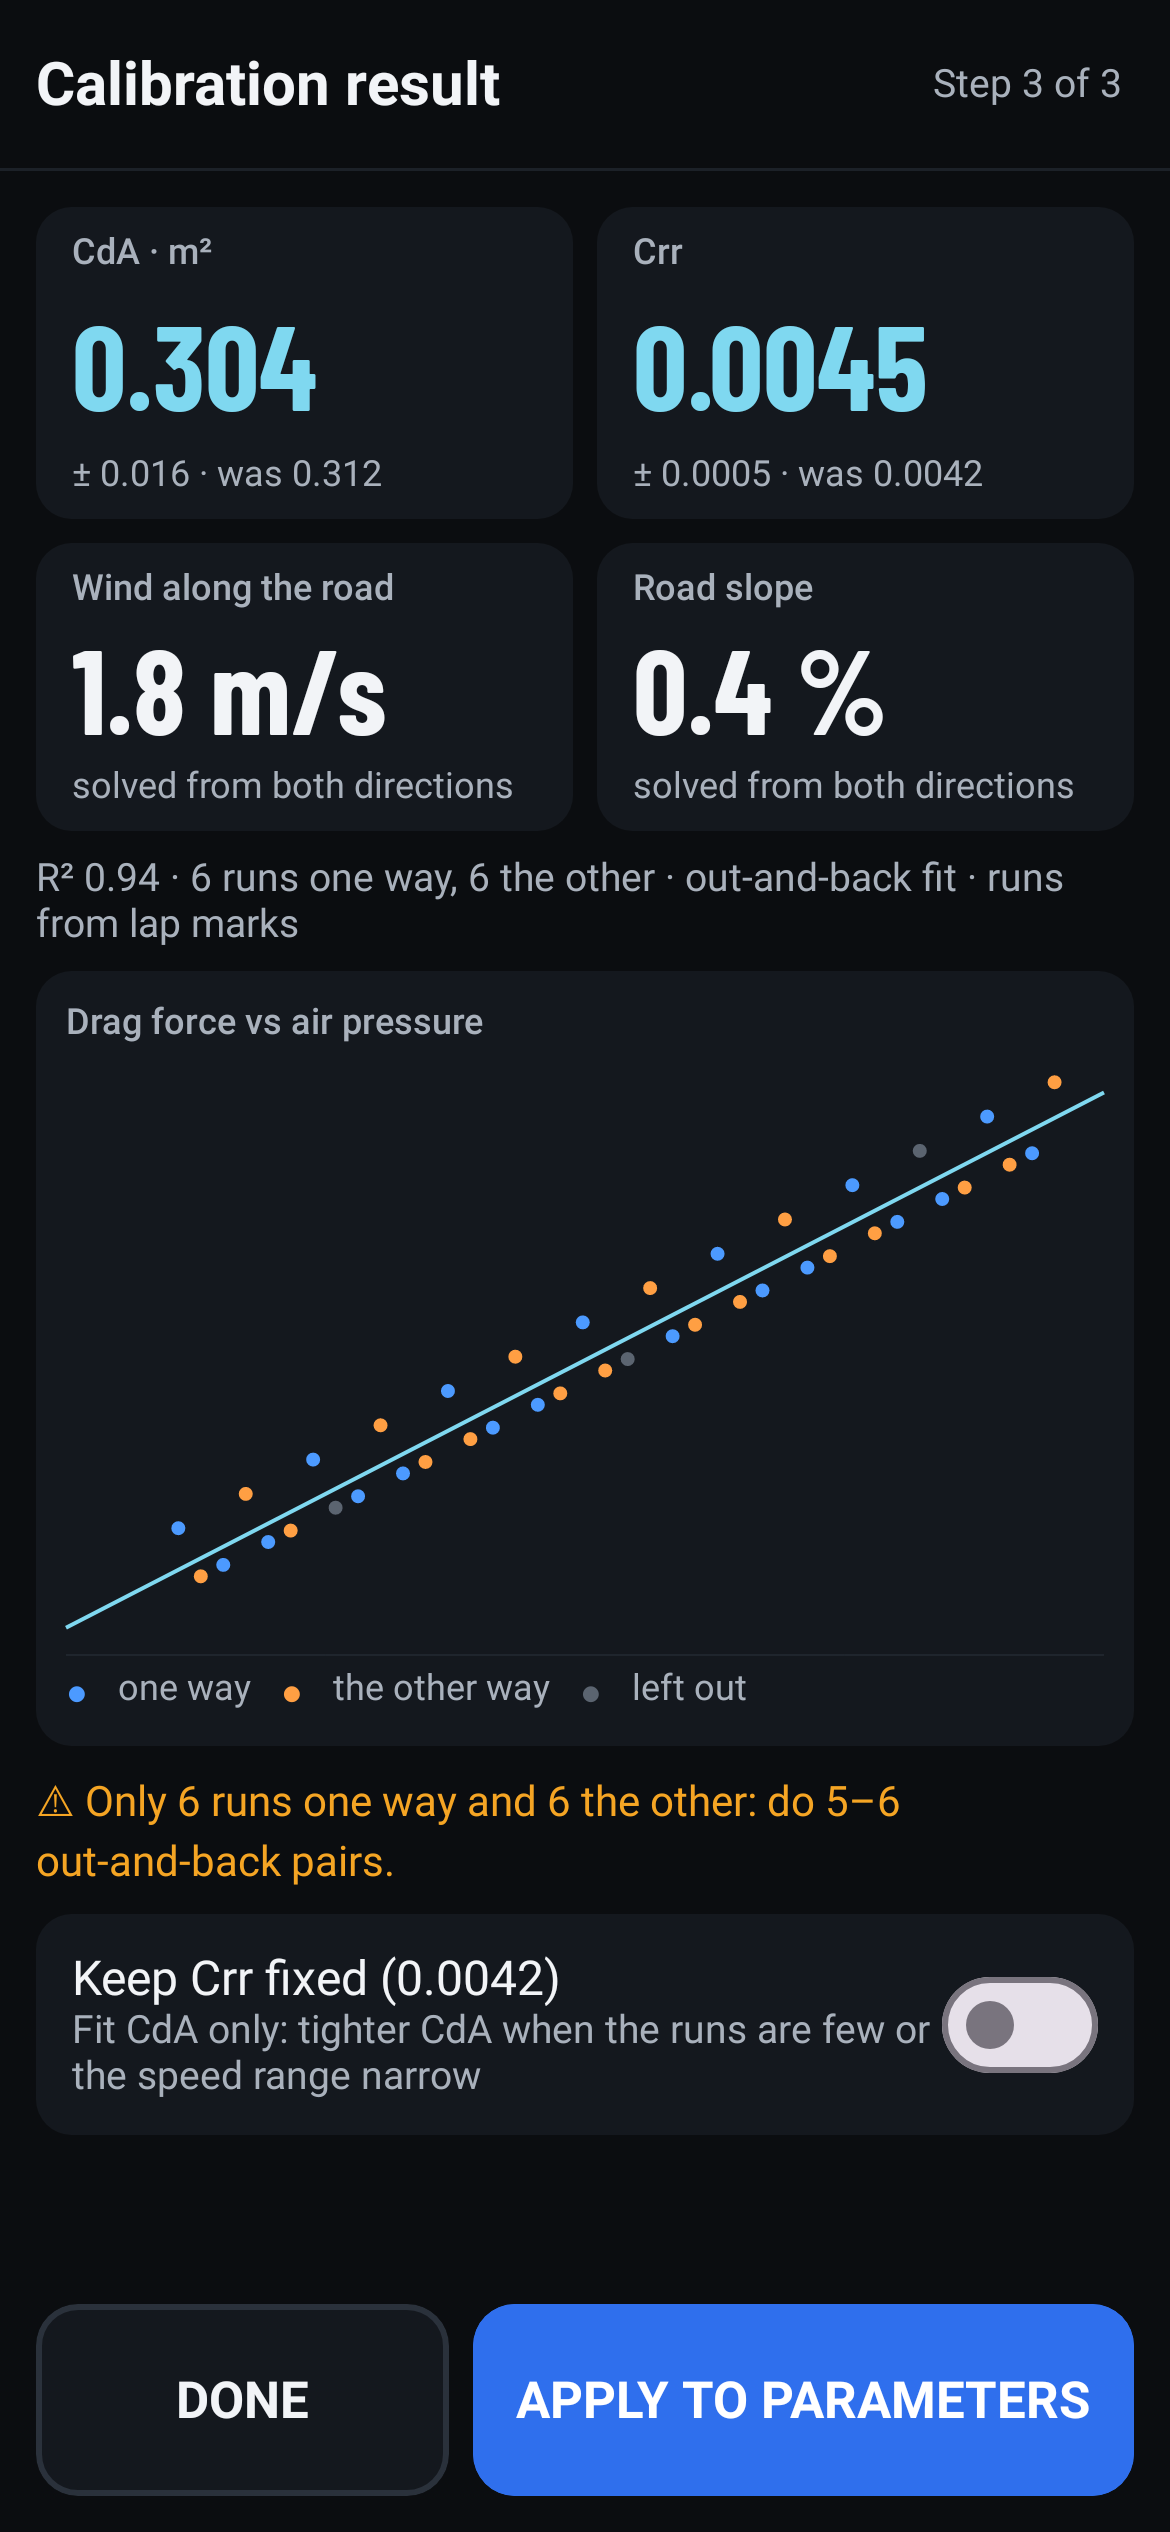 Calibration result
Step 3 of 3
CdA · m²
0.304
± 0.016 · was 0.312
Crr
0.0045
± 0.0005 · was 0.0042
Wind along the road
1.8 m/s
solved from both directions
Road slope
0.4 %
solved from both directions
R² 0.94 · 6 runs one way, 6 the other · out-and-back fit · runs
from lap marks
Drag force vs air pressure
one way
the other way
left out
⚠ Only 6 runs one way and 6 the other: do 5–6
out-and-back pairs.
Keep Crr fixed (0.0042)
Fit CdA only: tighter CdA when the runs are few or
the speed range narrow
DONE
APPLY TO PARAMETERS